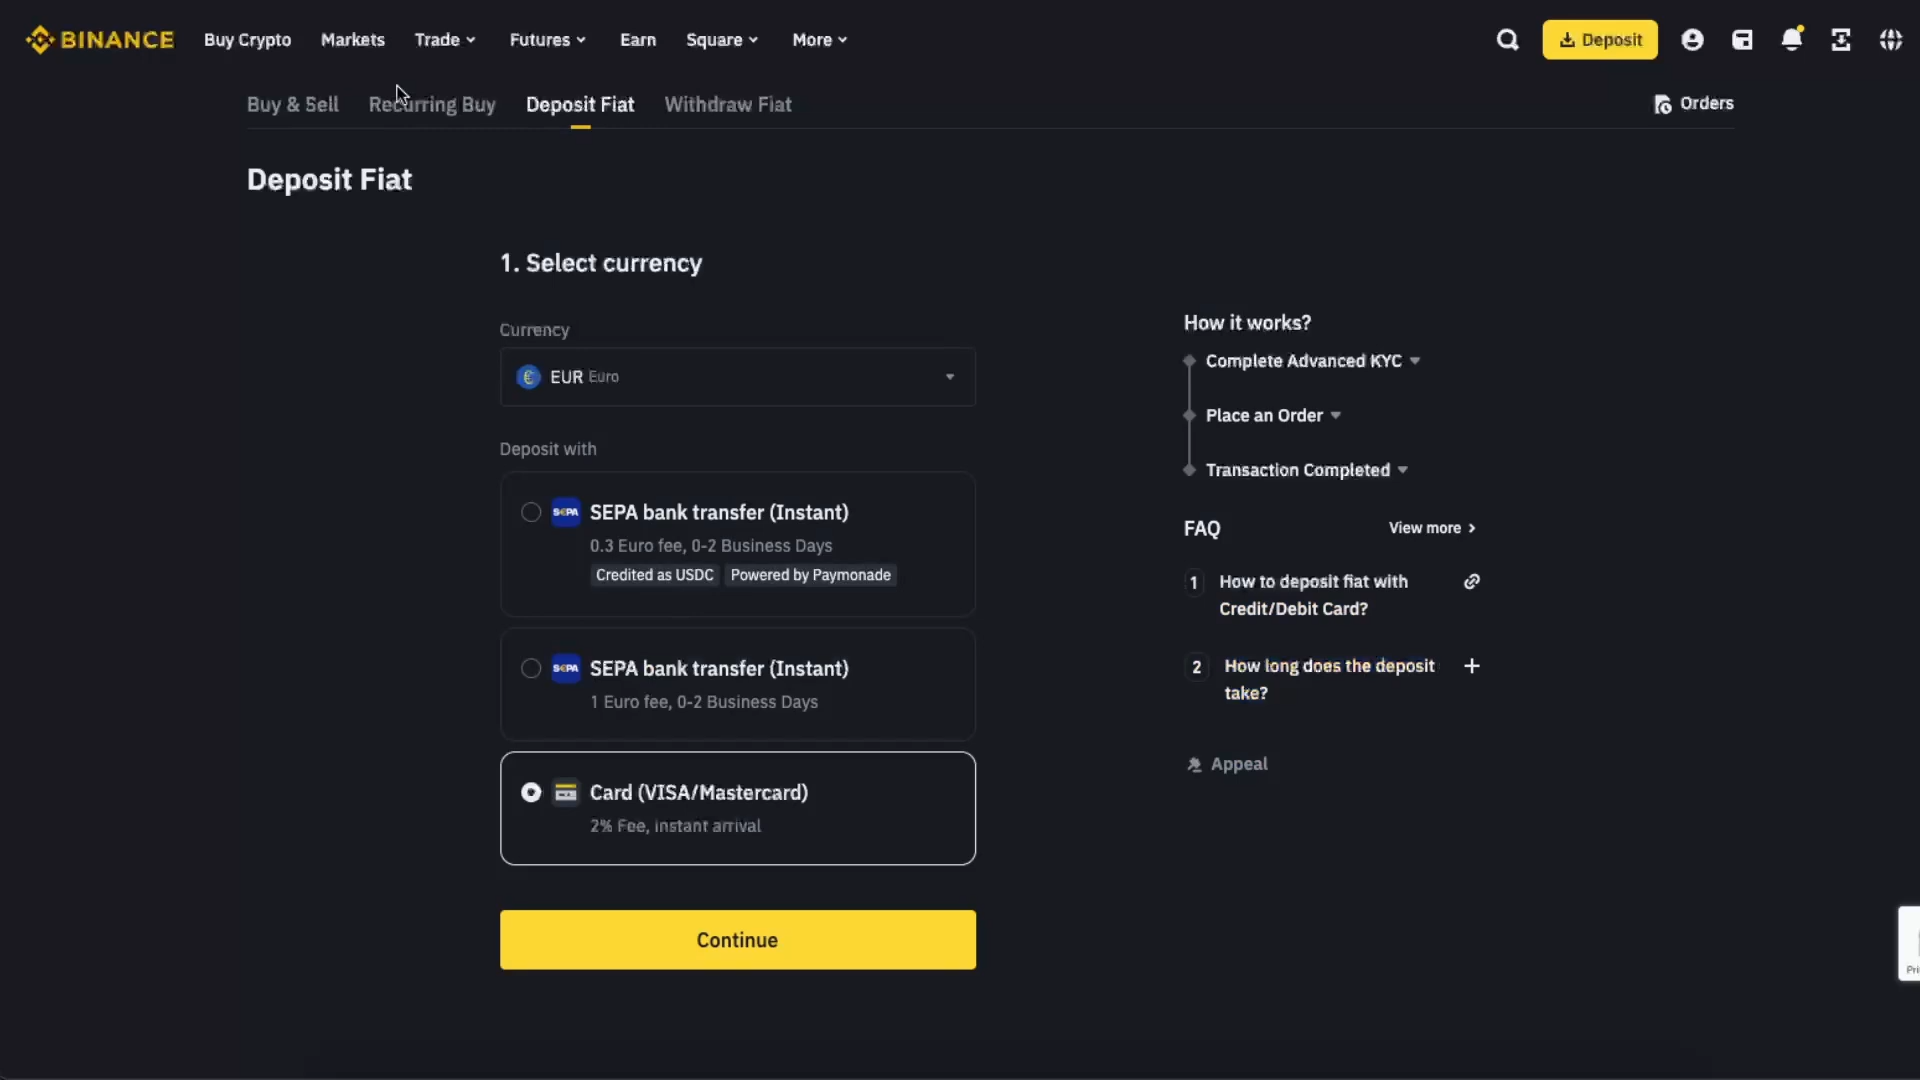 BINANCE
Buy Crypto
Markets
Trade
Futures
Earn
Square
More
Deposit
Buy & Sell
Recurring Buy
Deposit Fiat
Withdraw Fiat
Orders
Deposit Fiat
1. Select currency
Currency
EUR Euro
Deposit with
SEPA SEPA bank transfer (Instant)
0.3 Euro fee, 0-2 Business Days
Credited as USDC
Powered by Paymonade
SEPA SEPA bank transfer (Instant)
1 Euro fee, 0-2 Business Days
Card (VISA/Mastercard)
2% Fee, instant arrival
Continue
How it works?
Complete Advanced KYC
Place an Order
Transaction Completed
FAQ
View more
1 How to deposit fiat with
Credit/Debit Card?
2 How long does the deposit
take?
Appeal